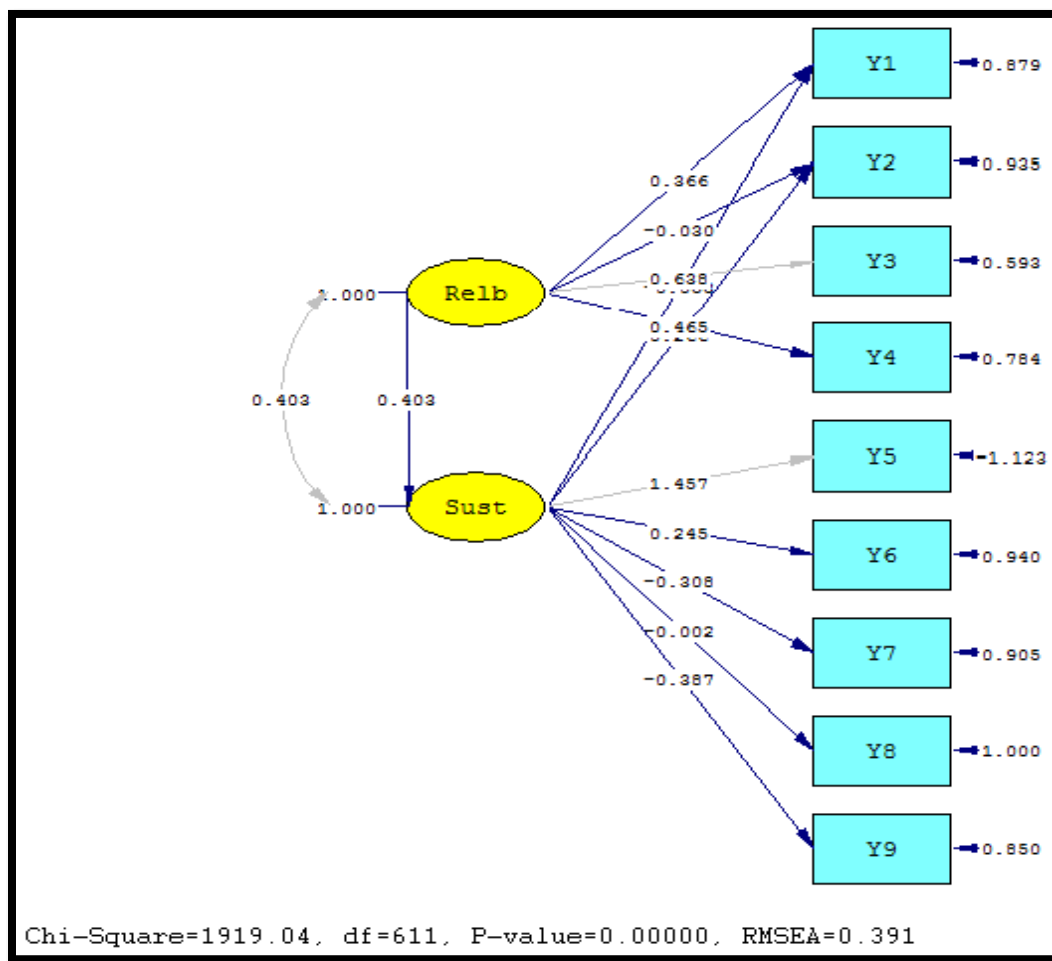 Y1
0.879
Y2
0.935
0.366
-0.030
Y3
0.593
0.638
Relb
1.000
0.465
Y4
0.784
0.403
0.403
Y5
-1.123
1.457
Sust
1.000
0.245
Y6
0.940
-0.308
-0.002
Y7
0.905
-0.387
Y8
1.000
Y9
0.850
Chi-Square=1919.04, df=611, P-value=0.00000, RMSEA=0.391